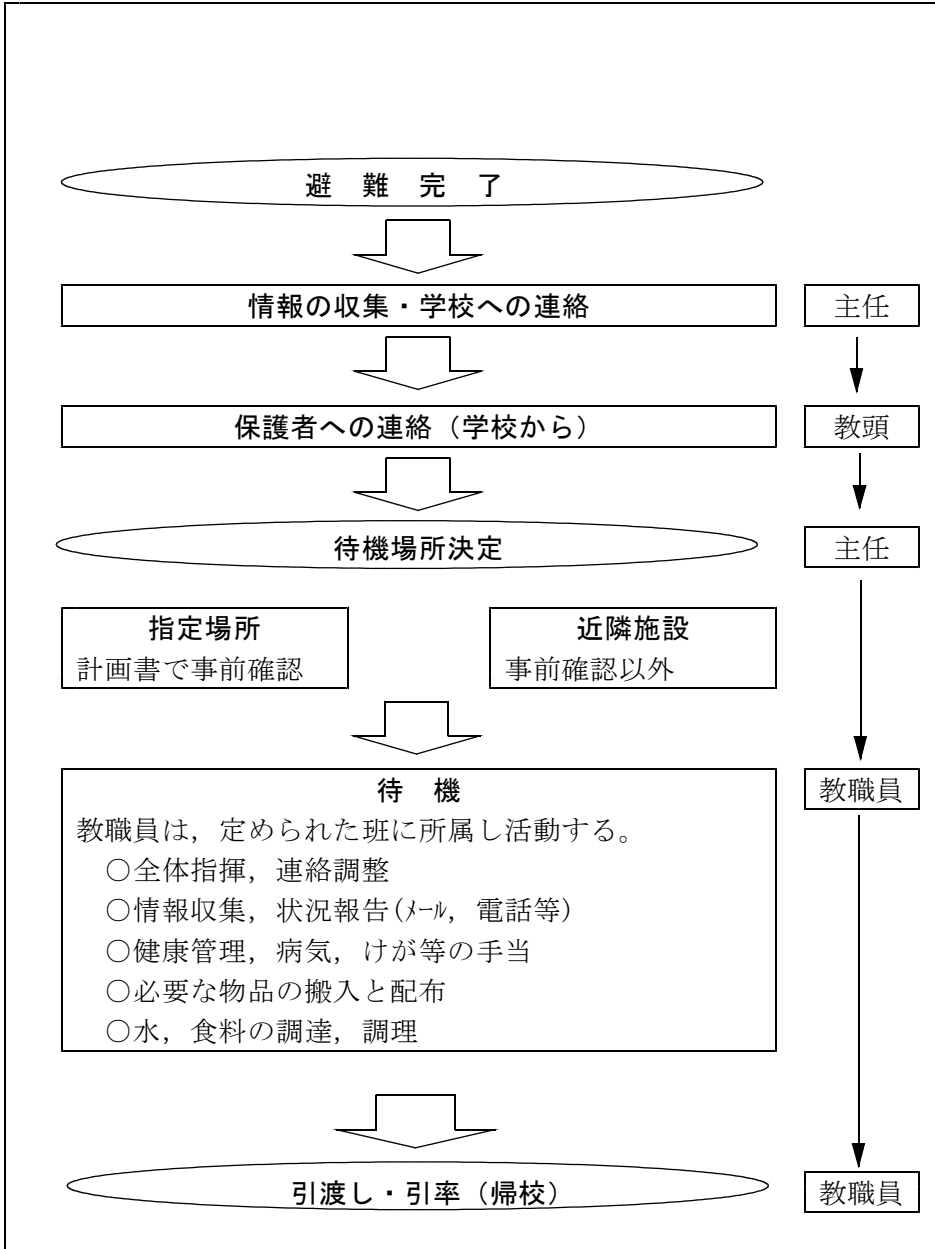 避　難　完　了
情報の収集・学校への連絡
主任
保護者への連絡（学校から）
教頭
待機場所決定
主任
指定場所
計画書で事前確認
近隣施設
事前確認以外
待　機
教職員は，定められた班に所属し活動する。
○全体指揮，連絡調整
○情報収集，状況報告(ﾒｰﾙ，電話等)
○健康管理，病気，けが等の手当
○必要な物品の搬入と配布
○水，食料の調達，調理
教職員
引渡し・引率（帰校）
教職員